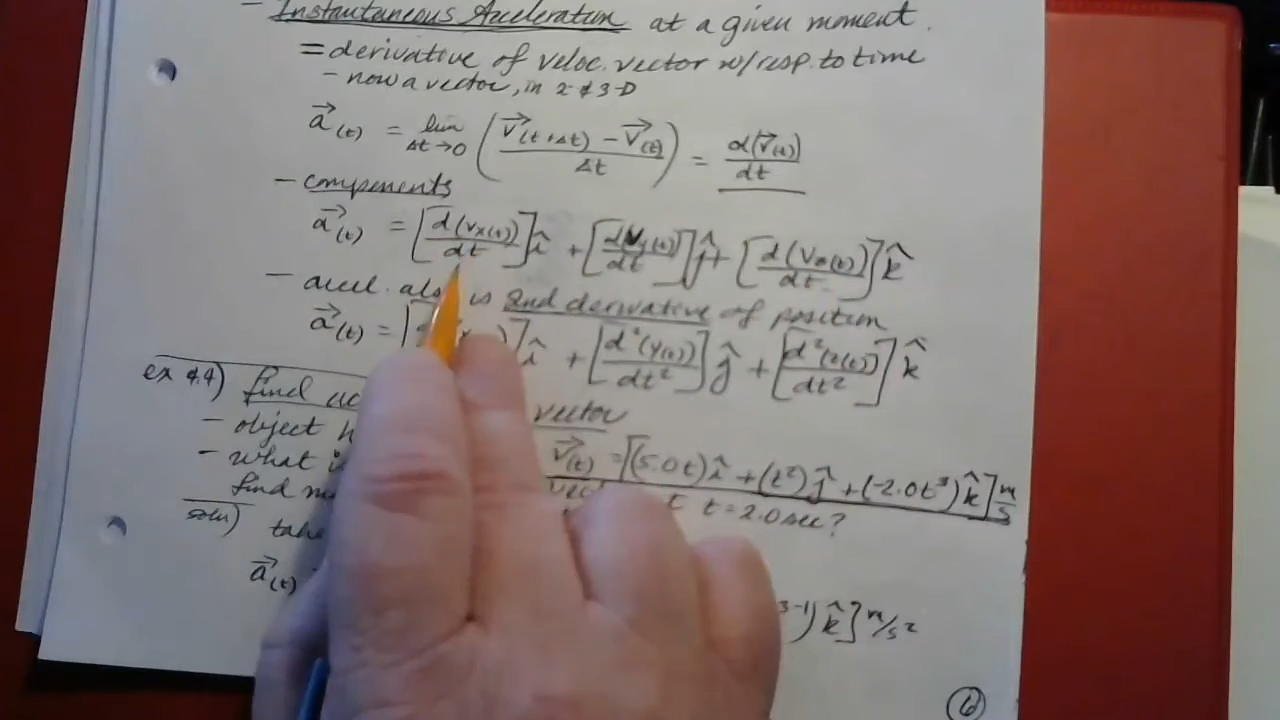 - Instantaneous Acceleration at a given moment.
= derivative of veloc. vector w/resp. to time
- now a vector, in 2 & 3-D
a⃗(t) = lim Δt→0 ( (v⃗(t+Δt) - v⃗(t)) / Δt ) = d(v⃗(t)) / dt
- components
a⃗(t) = [d(vx(t))/dt] î + [d(vy(t))/dt] ĵ + [d(vz(t))/dt] k̂
- accel. also is 2nd derivative of position
a⃗(t) = [ ] î + [d²(y(t))/dt²] ĵ + [d²(z(t))/dt²] k̂
ex 4.4) find vector
- object v⃗(t) = [(5.0t) î + (t²) ĵ + (-2.0t³) k̂] m/s
- what t t = 2.0 sec?
find
soln) take
a⃗(t) 3-1) k̂] m/s²
6